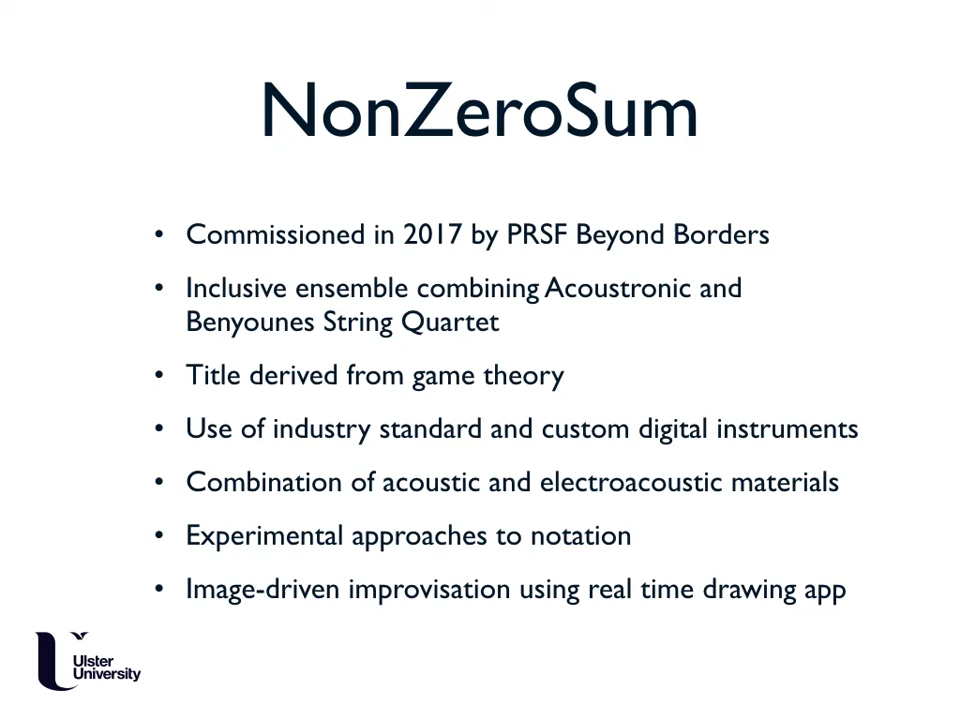 NonZeroSum
• Commissioned in 2017 by PRSF Beyond Borders
• Inclusive ensemble combining Acoustronic and
Benyounes String Quartet
• Title derived from game theory
• Use of industry standard and custom digital instruments
• Combination of acoustic and electroacoustic materials
• Experimental approaches to notation
• Image-driven improvisation using real time drawing app
Ulster
University